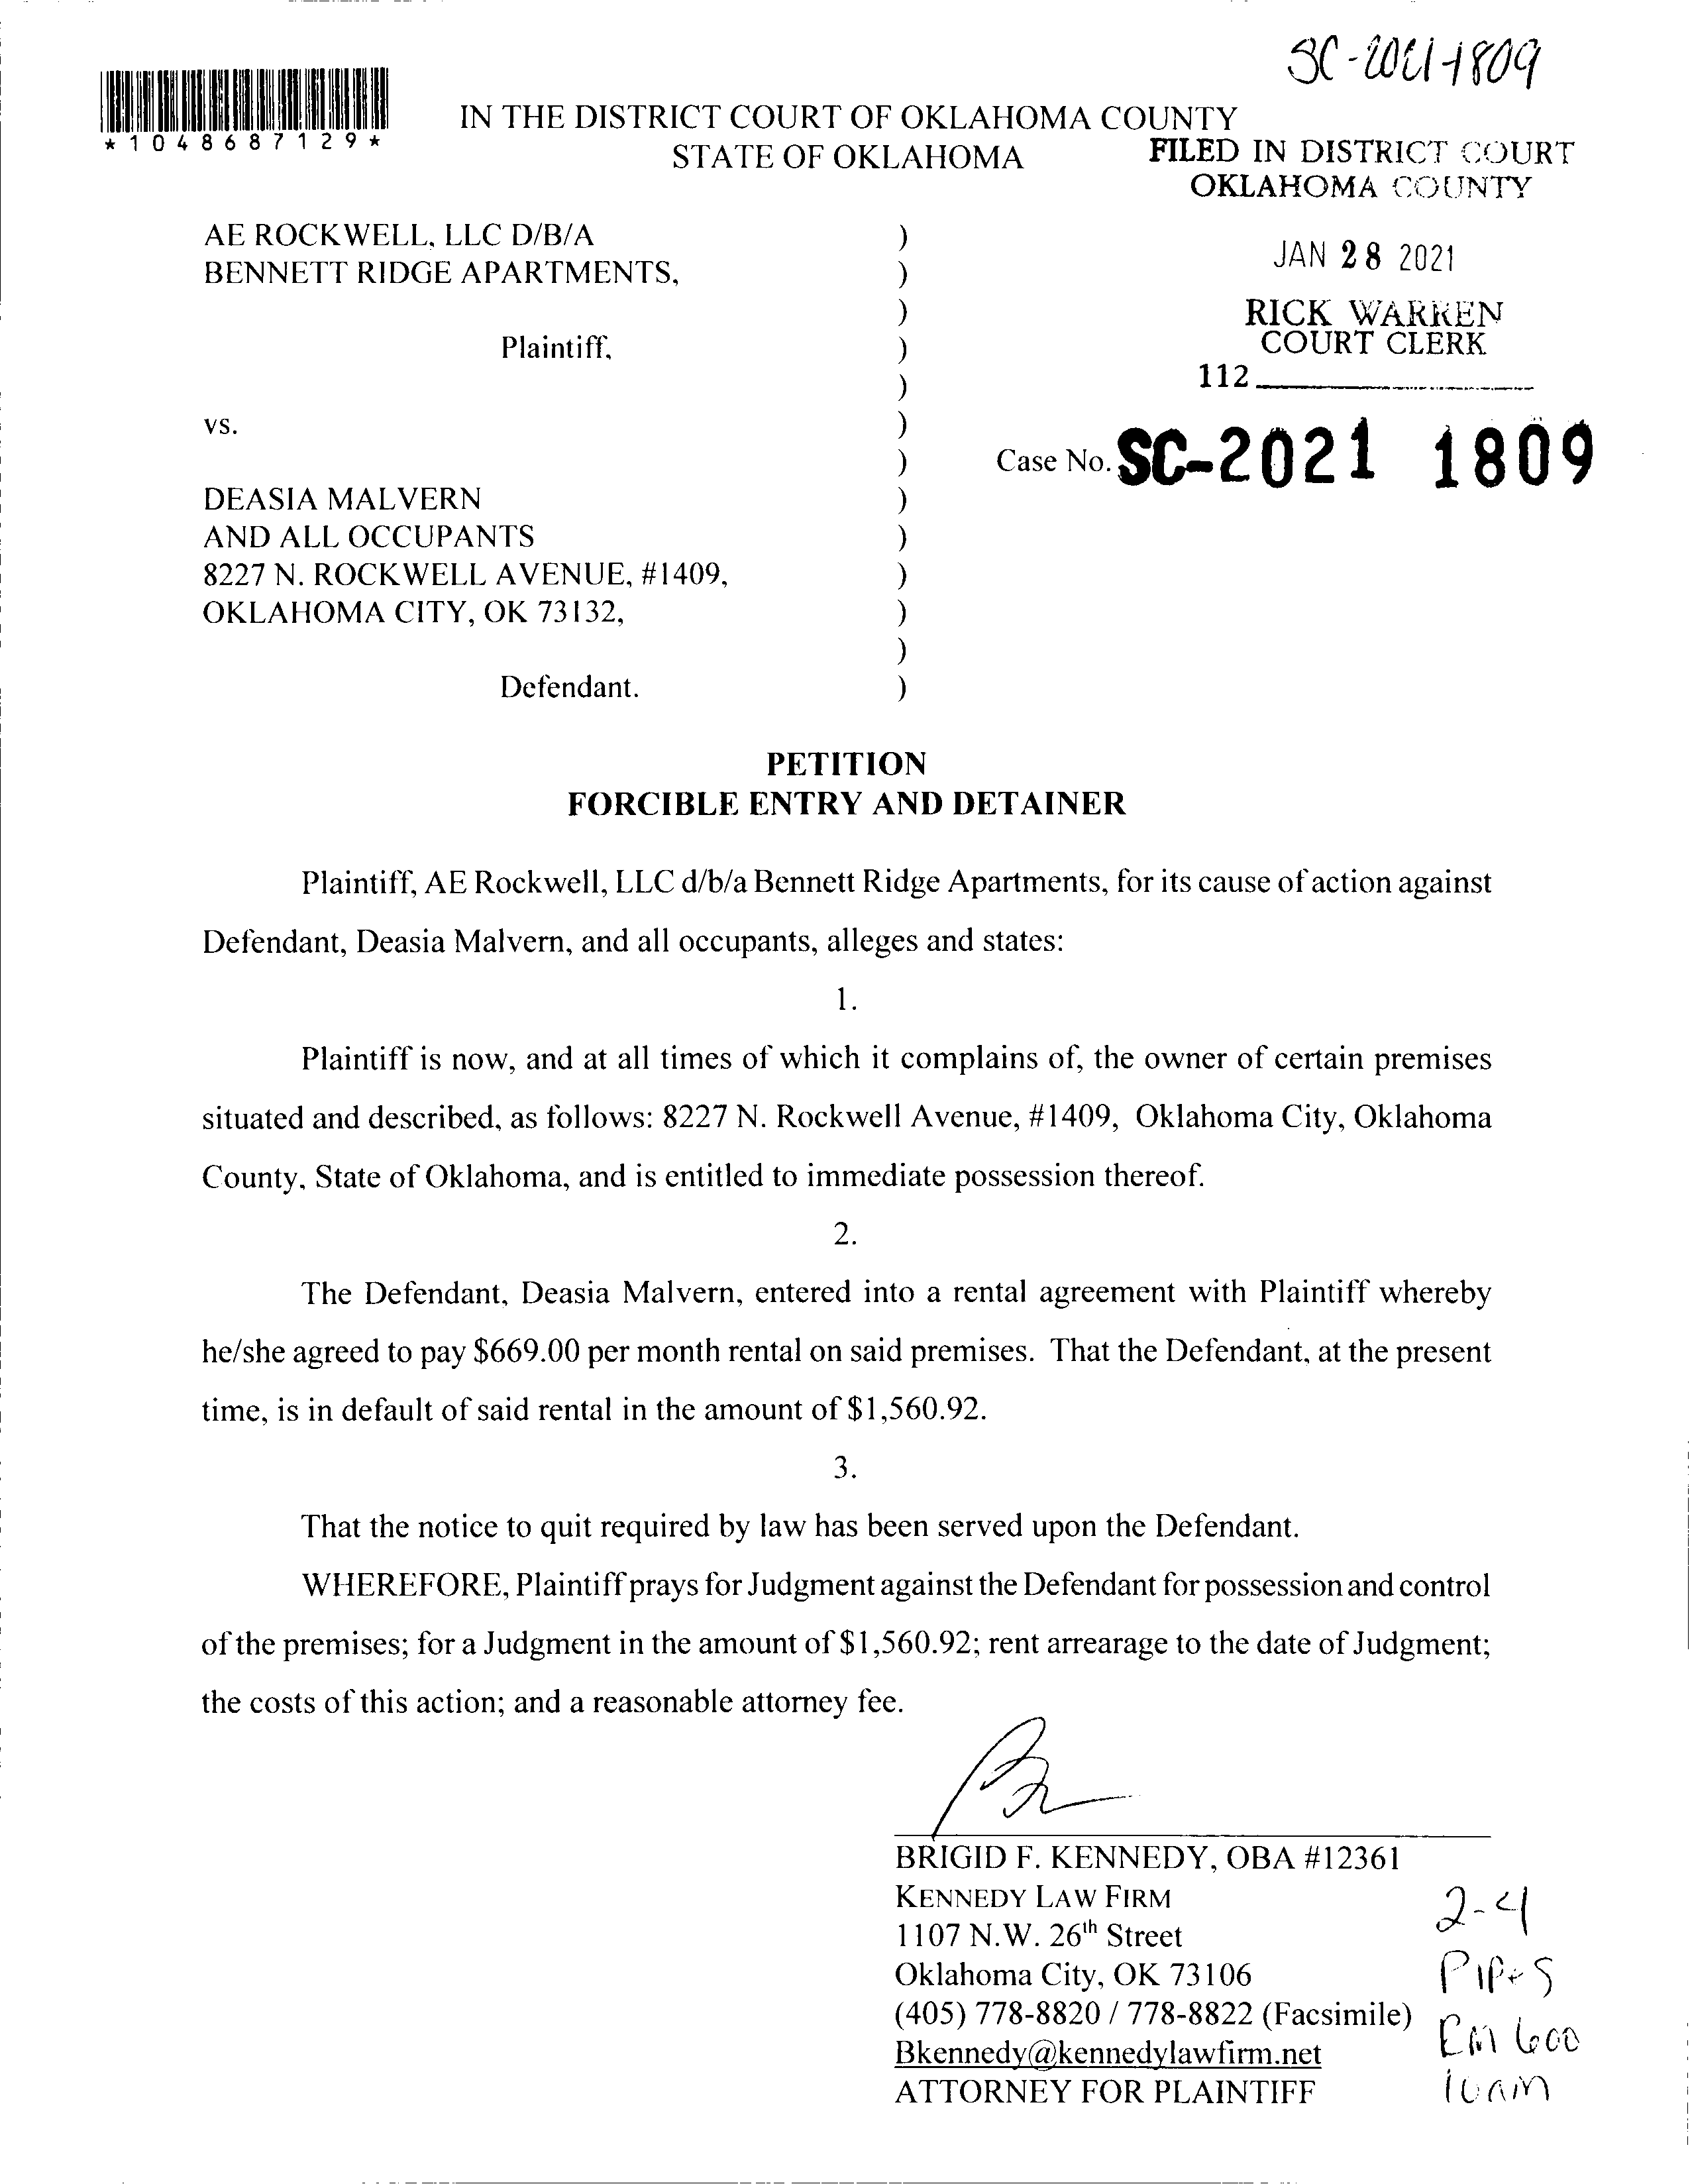 SC-2021-1809
*1048687129*
IN THE DISTRICT COURT OF OKLAHOMA COUNTY
STATE OF OKLAHOMA
FILED IN DISTRICT COURT
OKLAHOMA COUNTY
JAN 28 2021
RICK WARREN
COURT CLERK
112
AE ROCKWELL, LLC D/B/A )
BENNETT RIDGE APARTMENTS, )
)
Plaintiff, )
)
vs. )
) Case No. SC-2021 1809
DEASIA MALVERN )
AND ALL OCCUPANTS )
8227 N. ROCKWELL AVENUE, #1409, )
OKLAHOMA CITY, OK 73132, )
)
Defendant. )
PETITION
FORCIBLE ENTRY AND DETAINER
Plaintiff, AE Rockwell, LLC d/b/a Bennett Ridge Apartments, for its cause of action against
Defendant, Deasia Malvern, and all occupants, alleges and states:
1.
Plaintiff is now, and at all times of which it complains of, the owner of certain premises
situated and described, as follows: 8227 N. Rockwell Avenue, #1409, Oklahoma City, Oklahoma
County, State of Oklahoma, and is entitled to immediate possession thereof.
2.
The Defendant, Deasia Malvern, entered into a rental agreement with Plaintiff whereby
he/she agreed to pay $669.00 per month rental on said premises. That the Defendant, at the present
time, is in default of said rental in the amount of $1,560.92.
3.
That the notice to quit required by law has been served upon the Defendant.
WHEREFORE, Plaintiff prays for Judgment against the Defendant for possession and control
of the premises; for a Judgment in the amount of $1,560.92; rent arrearage to the date of Judgment;
the costs of this action; and a reasonable attorney fee.
BRIGID F. KENNEDY, OBA #12361
KENNEDY LAW FIRM
1107 N.W. 26th Street
Oklahoma City, OK 73106
(405) 778-8820 / 778-8822 (Facsimile)
Bkennedy@kennedylawfirm.net
ATTORNEY FOR PLAINTIFF
2-4
Pipes
RM 600
10am